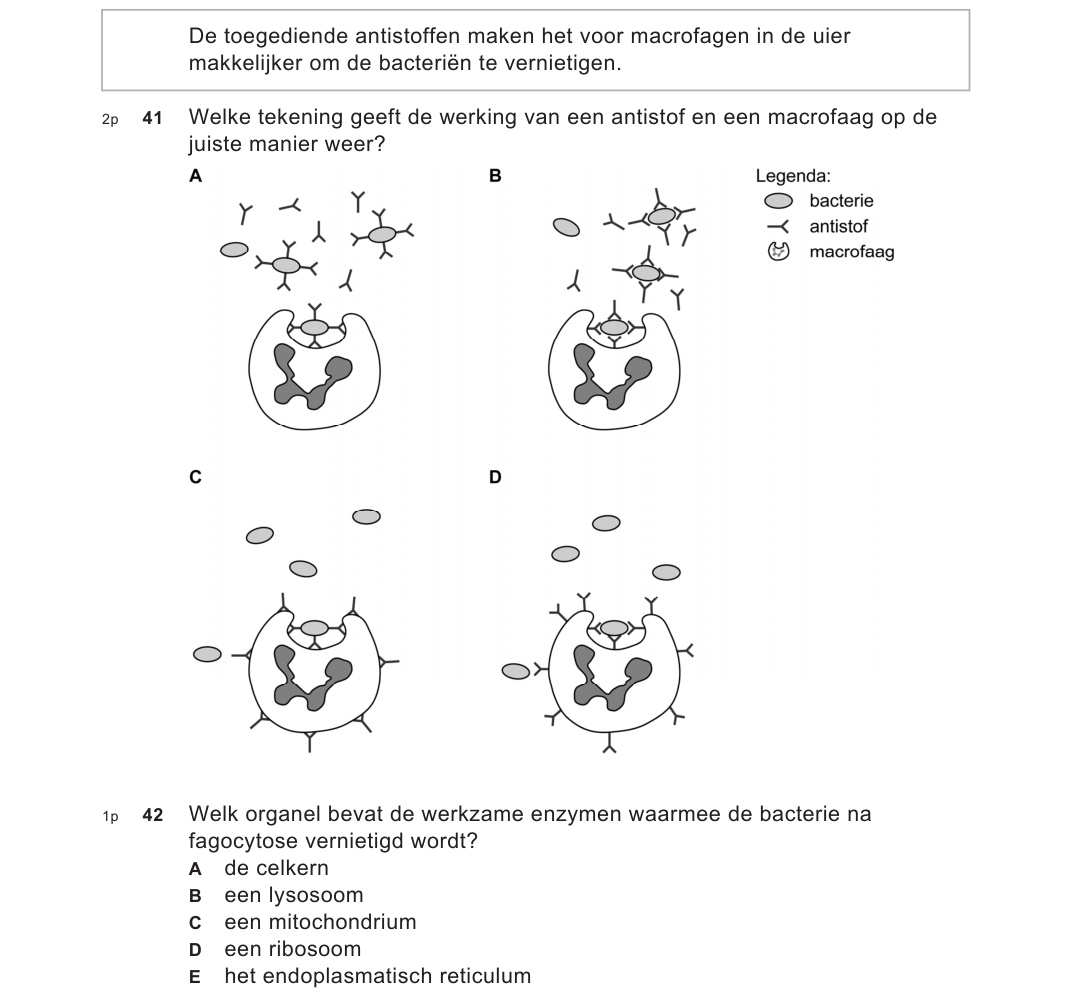 De toegediende antistoffen maken het voor macrofagen in de uier
makkelijker om de bacteriën te vernietigen.
2p 41 Welke tekening geeft de werking van een antistof en een macrofaag op de
juiste manier weer?
A
B
Legenda:
bacterie
antistof
macrofaag
C
D
1p 42 Welk organel bevat de werkzame enzymen waarmee de bacterie na
fagocytose vernietigd wordt?
A de celkern
B een lysosoom
C een mitochondrium
D een ribosoom
E het endoplasmatisch reticulum